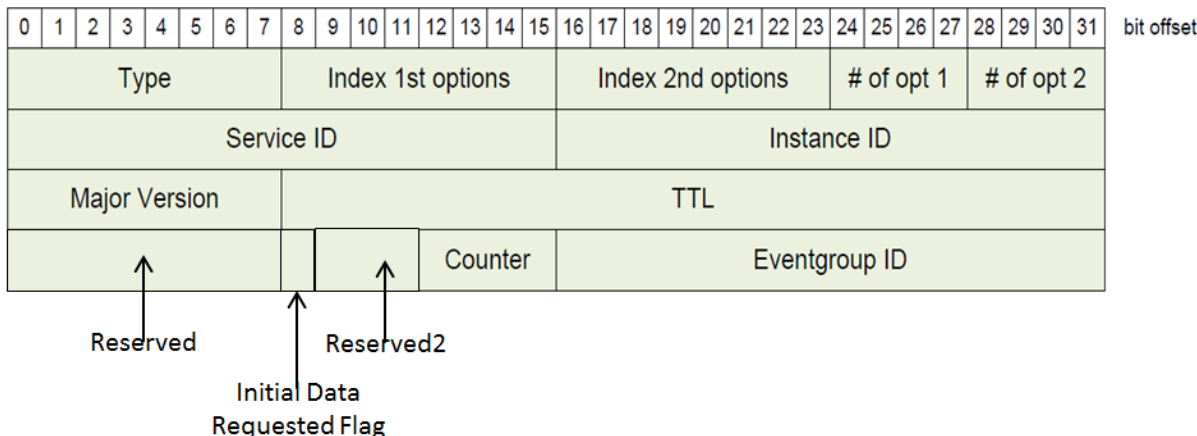 0 1 2 3 4 5 6 7 8 9 10 11 12 13 14 15 16 17 18 19 20 21 22 23 24 25 26 27 28 29 30 31 bit offset
Type Index 1st options Index 2nd options # of opt 1 # of opt 2
Service ID Instance ID
Major Version TTL
Counter Eventgroup ID
Reserved Reserved2
Initial Data
Requested Flag